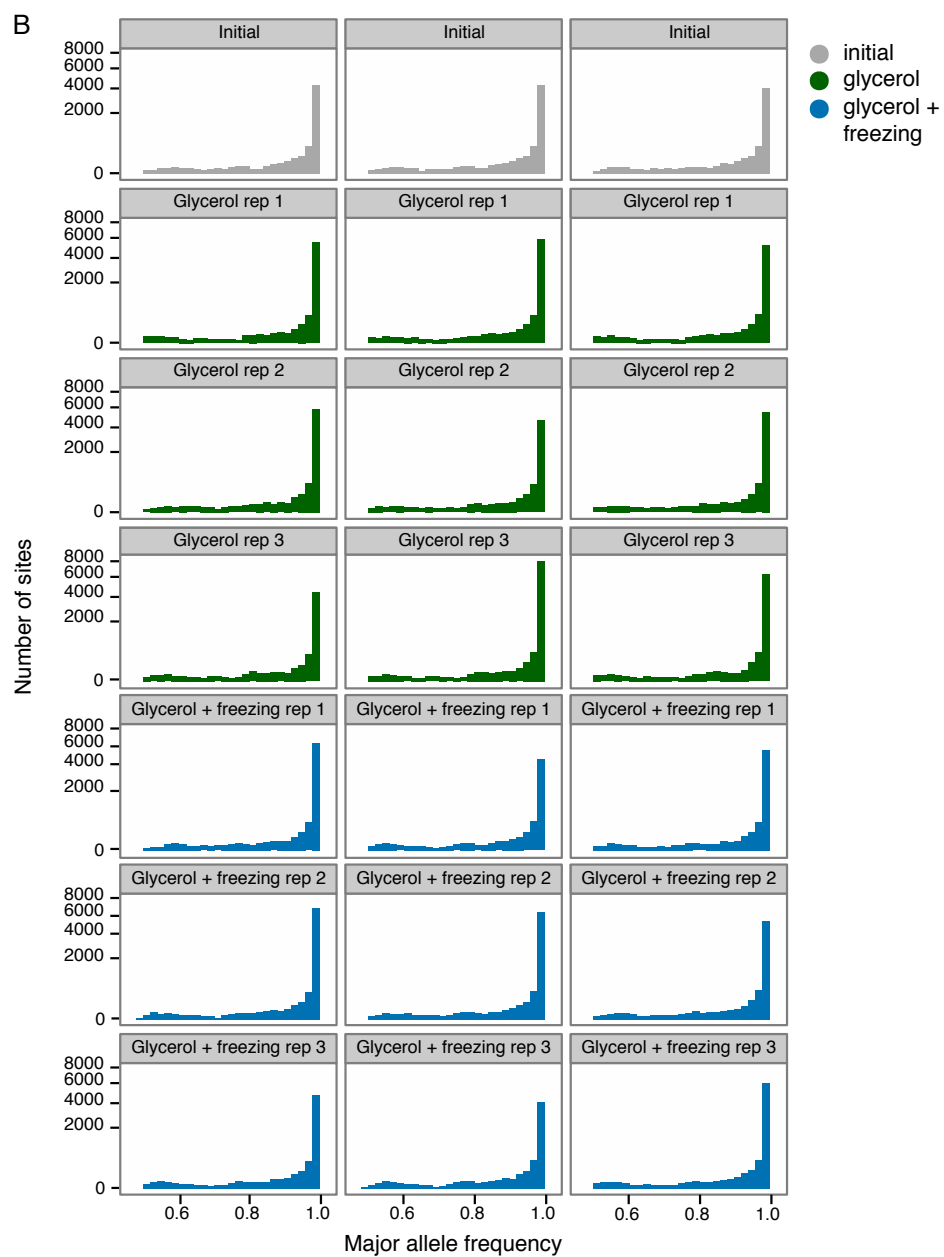 B
Initial
Initial
Initial
initial
glycerol
glycerol +
freezing
8000
6000
4000
2000
0
Glycerol rep 1
Glycerol rep 1
Glycerol rep 1
8000
6000
4000
2000
0
Glycerol rep 2
Glycerol rep 2
Glycerol rep 2
8000
6000
4000
2000
0
Glycerol rep 3
Glycerol rep 3
Glycerol rep 3
8000
6000
4000
2000
0
Number of sites
Glycerol + freezing rep 1
Glycerol + freezing rep 1
Glycerol + freezing rep 1
8000
6000
4000
2000
0
Glycerol + freezing rep 2
Glycerol + freezing rep 2
Glycerol + freezing rep 2
8000
6000
4000
2000
0
Glycerol + freezing rep 3
Glycerol + freezing rep 3
Glycerol + freezing rep 3
8000
6000
4000
2000
0
0.6 0.8 1.0
0.6 0.8 1.0
0.6 0.8 1.0
Major allele frequency